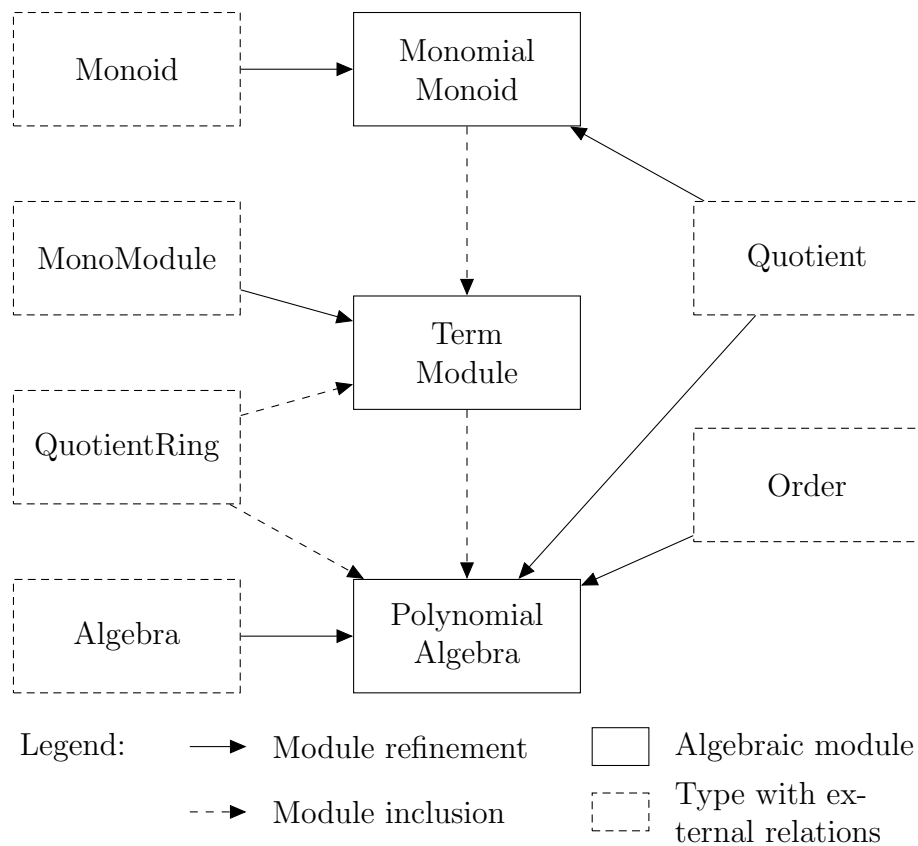 Monoid
Monomial
Monoid
MonoModule
Quotient
Term
Module
QuotientRing
Order
Algebra
Polynomial
Algebra
Legend:
Module refinement
Algebraic module
Module inclusion
Type with ex-
ternal relations